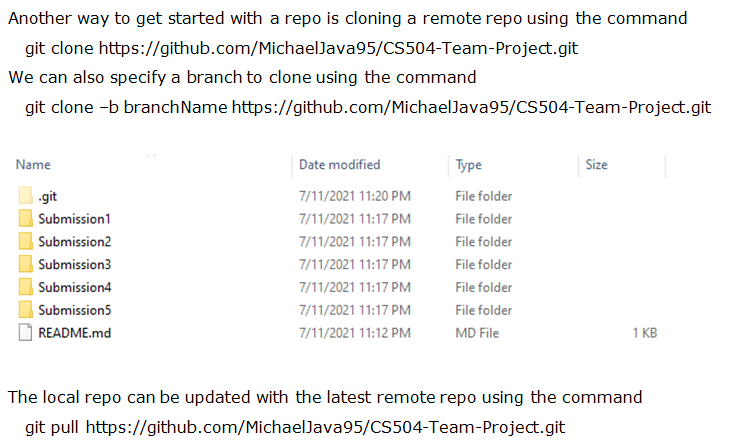 Another way to get started with a repo is cloning a remote repo using the command
git clone https://github.com/MichaelJava95/CS504-Team-Project.git
We can also specify a branch to clone using the command
git clone –b branchName https://github.com/MichaelJava95/CS504-Team-Project.git
Name Date modified Type Size
.git 7/11/2021 11:20 PM File folder
Submission1 7/11/2021 11:17 PM File folder
Submission2 7/11/2021 11:17 PM File folder
Submission3 7/11/2021 11:17 PM File folder
Submission4 7/11/2021 11:17 PM File folder
Submission5 7/11/2021 11:17 PM File folder
README.md 7/11/2021 11:12 PM MD File 1 KB
The local repo can be updated with the latest remote repo using the command
git pull https://github.com/MichaelJava95/CS504-Team-Project.git